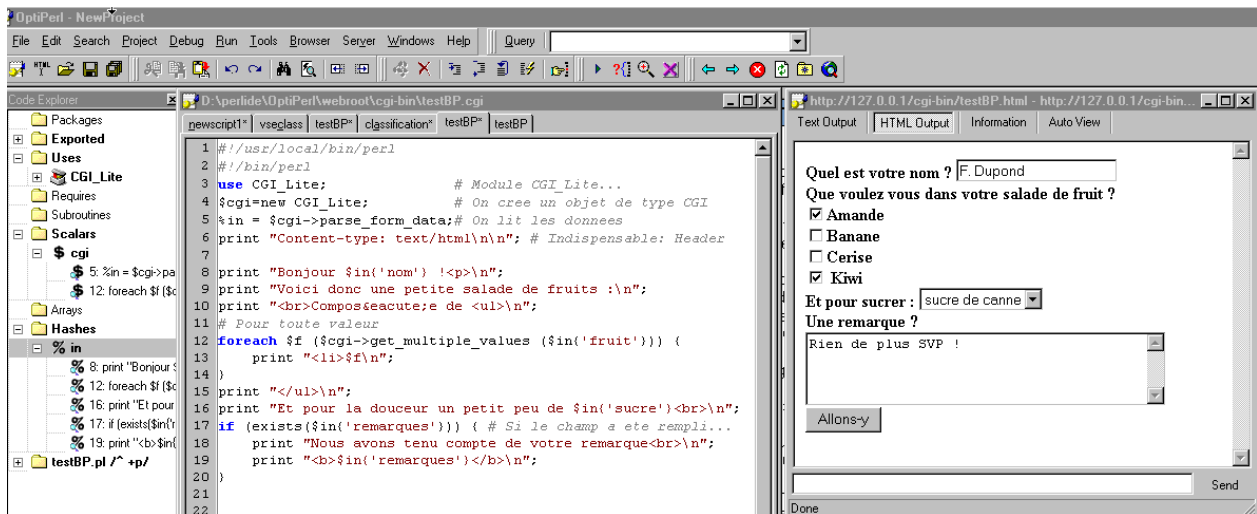 OptiPerl - NewProject
File Edit Search Project Debug Run Tools Browser Server Windows Help Query
Code Explorer
Packages
Exported
Uses
CGI_Lite
Requires
Subroutines
Scalars
$ cgi
5: %in = $cgi->pa
12: foreach $f ($c
Arrays
Hashes
% in
8: print "Bonjour $
12: foreach $f ($c
16: print "Et pour
17: if (exists($in{'r
19: print "<b>$in{
testBP.pl /^ +p/
D:\perlide\OptiPerl\webroot\cgi-bin\testBP.cgi
newscript1* vseclass testBP* classification* testBP* testBP
1 #!/usr/local/bin/perl
2 #!/bin/perl
3 use CGI_Lite; # Module CGI_Lite...
4 $cgi=new CGI_Lite; # On cree un objet de type CGI
5 %in = $cgi->parse_form_data;# On lit les donnees
6 print "Content-type: text/html\n\n"; # Indispensable: Header
7
8 print "Bonjour $in{'nom'} !<p>\n";
9 print "Voici donc une petite salade de fruits :\n";
10 print "<br>Compos&eacute;e de <ul>\n";
11 # Pour toute valeur
12 foreach $f ($cgi->get_multiple_values ($in{'fruit'})) {
13 print "<li>$f\n";
14 }
15 print "</ul>\n";
16 print "Et pour la douceur un petit peu de $in{'sucre'}<br>\n";
17 if (exists($in{'remarques'})) { # Si le champ a ete rempli...
18 print "Nous avons tenu compte de votre remarque<br>\n";
19 print "<b>$in{'remarques'}</b>\n";
20 }
21
22
http://127.0.0.1/cgi-bin/testBP.html - http://127.0.0.1/cgi-bin...
Text Output HTML Output Information Auto View
Quel est votre nom ? F. Dupond
Que voulez vous dans votre salade de fruit ?
Amande
Banane
Cerise
Kiwi
Et pour sucrer : sucre de canne
Une remarque ?
Rien de plus SVP !
Allons-y
Send
Done